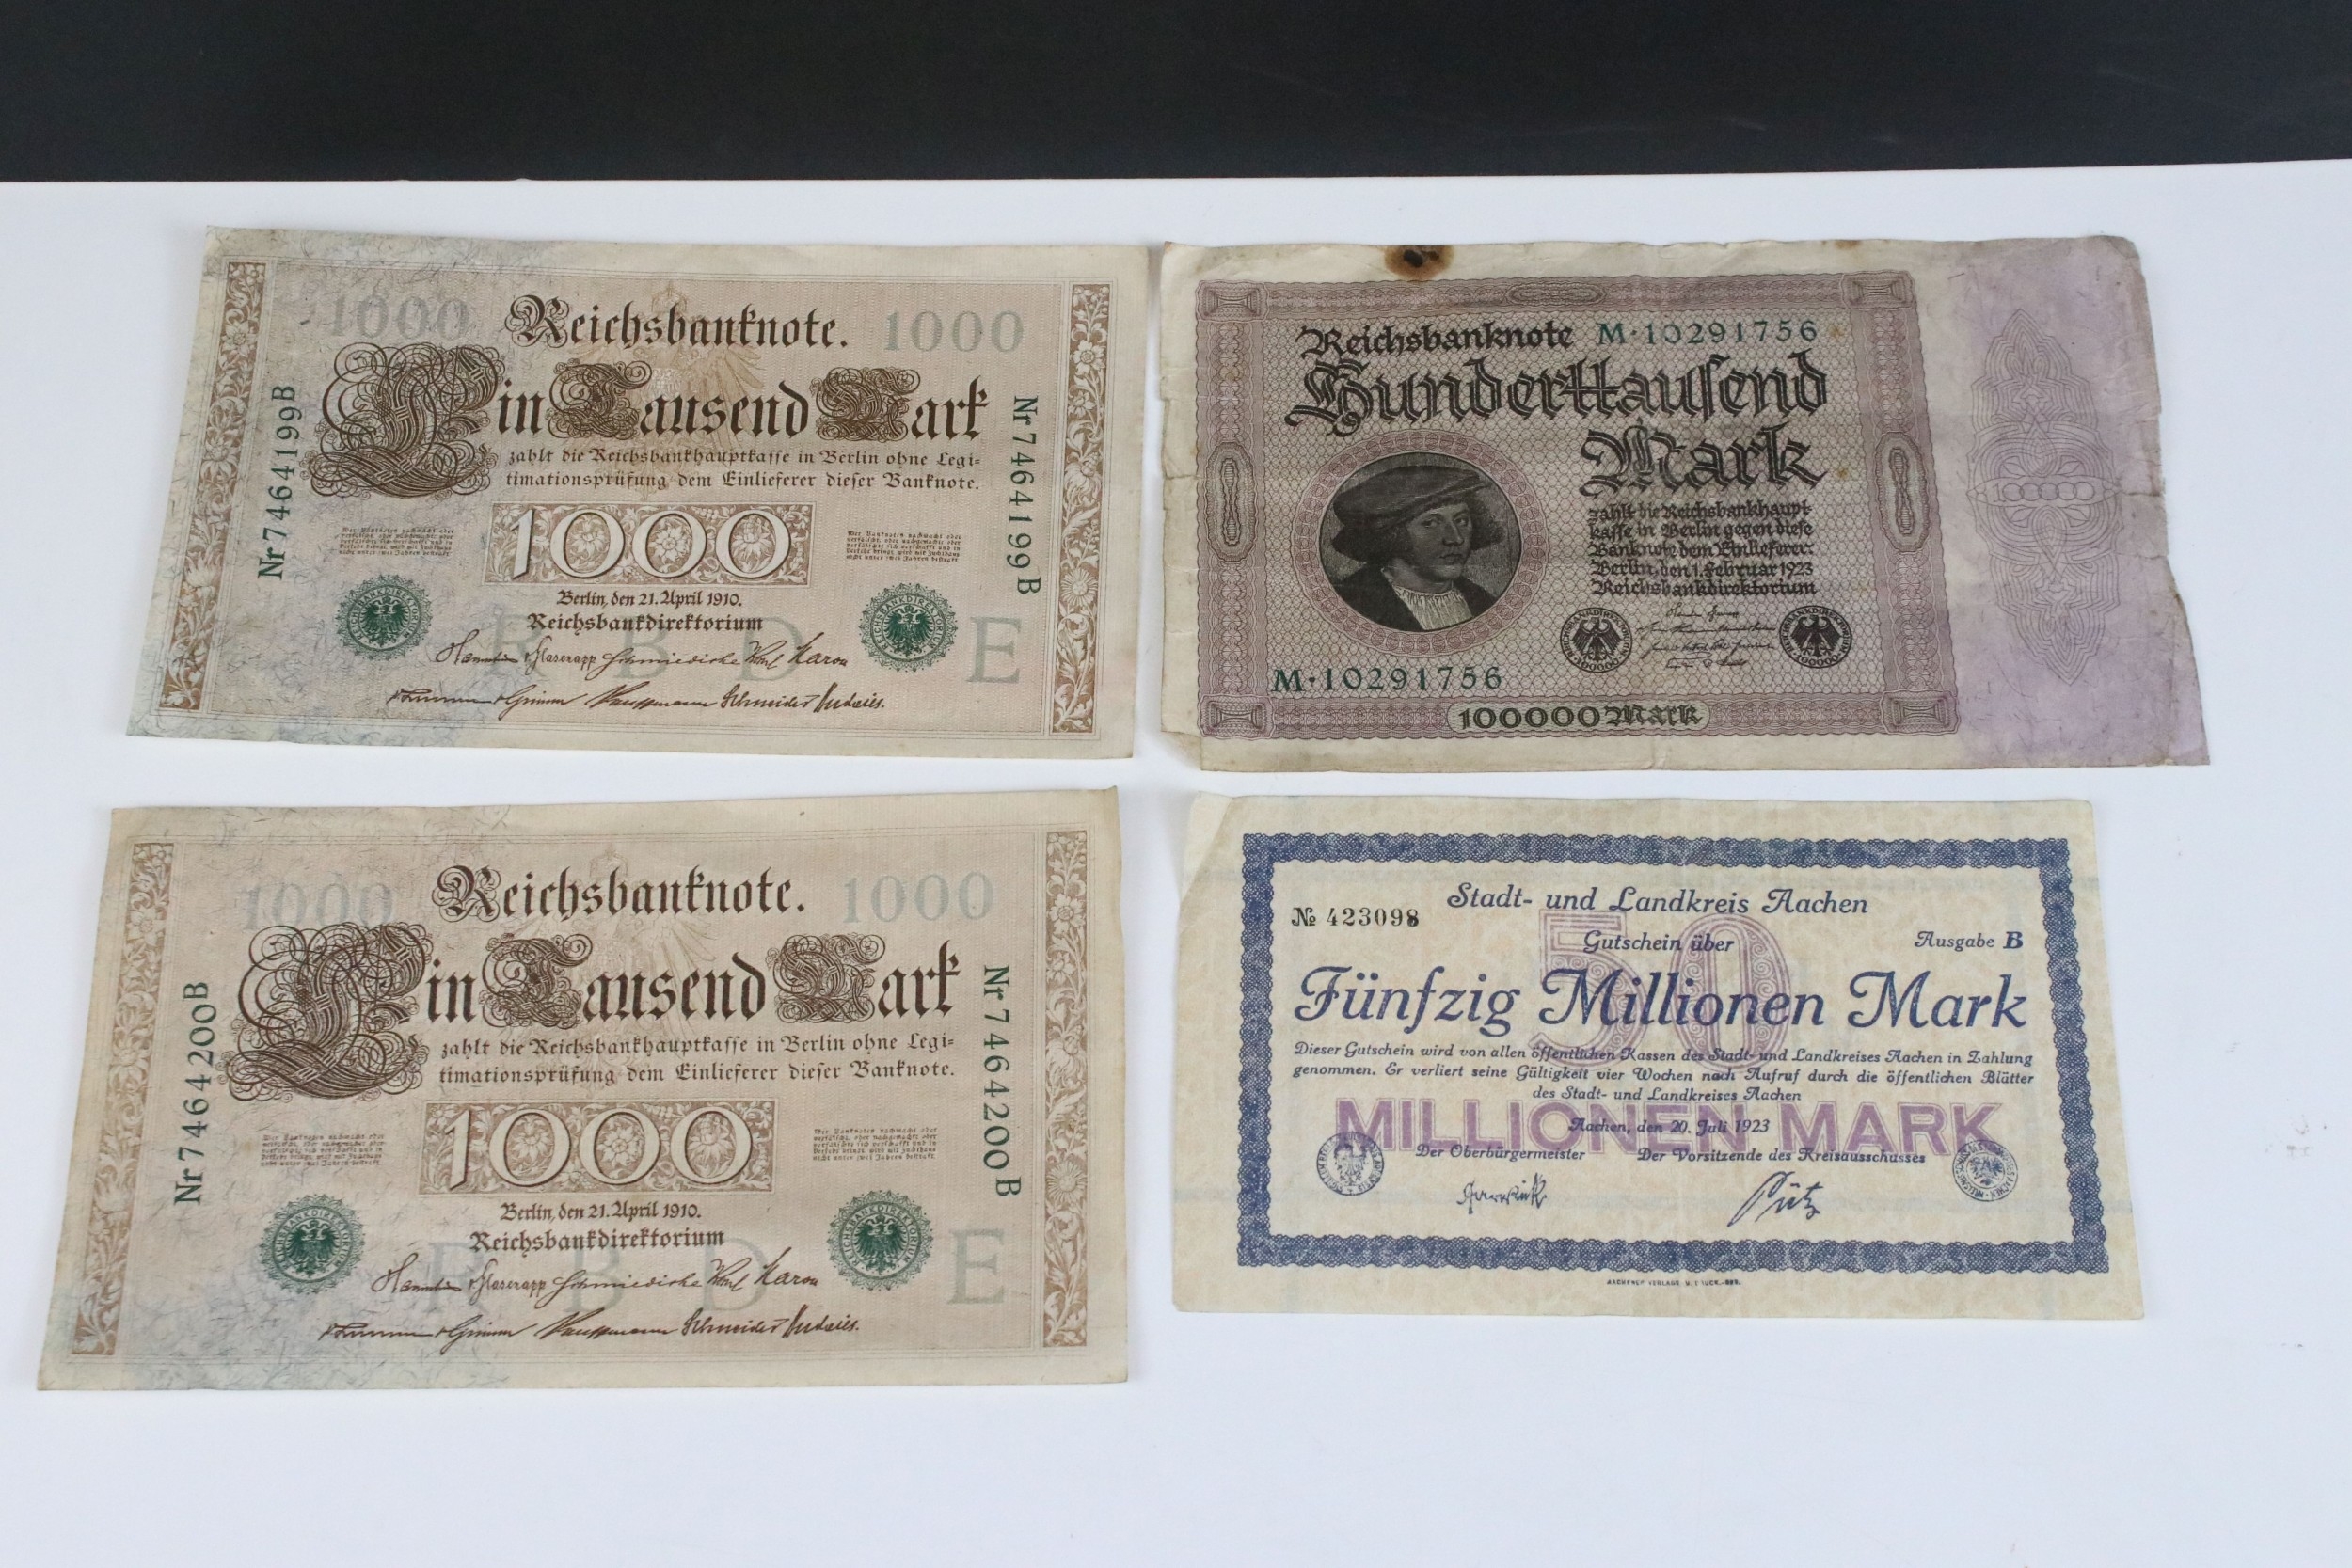 1000
Reichsbanknote.
1000
Ein Tausend Mark
zahlt die Reichsbankhauptkasse in Berlin ohne Legi=
timationsprüfung dem Einlieferer dieser Banknote.
1000
Nr 7464199B
Nr 7464199B
Berlin, den 21. April 1910.
Reichsbankdirektorium
R B D E
Reichsbanknote M·10291756
Hunderttausend
Mark
zahlt die Reichsbankhaupt-
kasse in Berlin gegen diese
Banknote dem Einlieferer.
Berlin, den 1. Februar 1923
Reichsbankdirektorium
M·10291756
100000 Mark
1000
Reichsbanknote.
1000
Ein Tausend Mark
zahlt die Reichsbankhauptkasse in Berlin ohne Legi=
timationsprüfung dem Einlieferer dieser Banknote.
1000
Nr 7464200B
Nr 7464200B
Berlin, den 21. April 1910.
Reichsbankdirektorium
R B D E
Stadt- und Landkreis Aachen
№ 423098
Gutschein über
Ausgabe B
50
Fünfzig Millionen Mark
Dieser Gutschein wird von allen öffentlichen Kassen des Stadt- und Landkreises Aachen in Zahlung
genommen. Er verliert seine Gültigkeit vier Wochen nach Aufruf durch die öffentlichen Blätter
des Stadt- und Landkreises Aachen
MILLIONEN MARK
Aachen, den 20. Juli 1923
Der Oberbürgermeister
Der Vorsitzende des Kreisausschusses